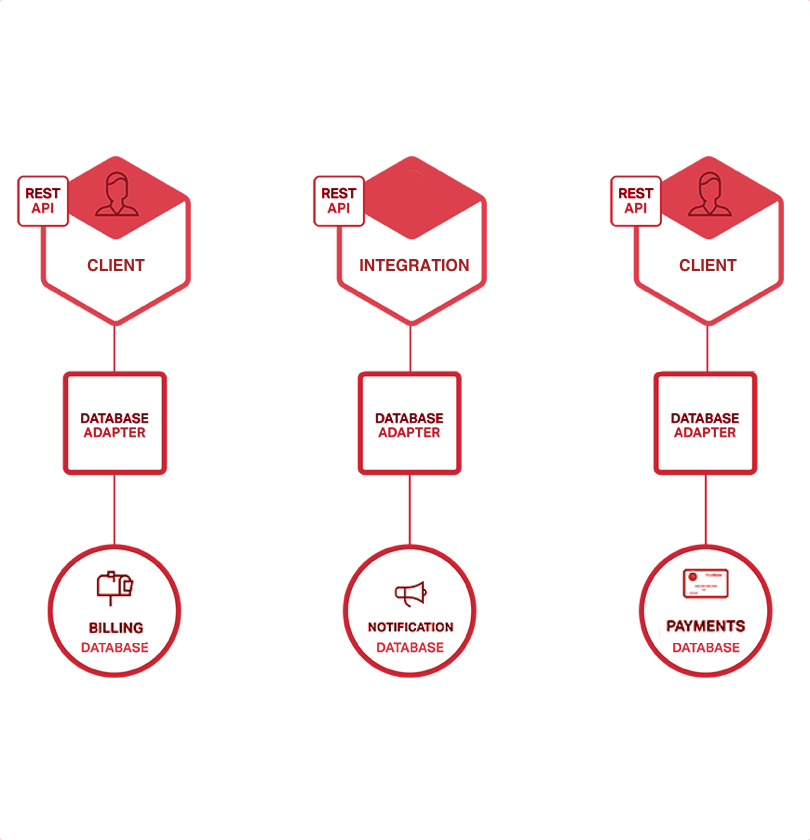 REST
API
CLIENT
REST
API
INTEGRATION
REST
API
CLIENT
DATABASE
ADAPTER
DATABASE
ADAPTER
DATABASE
ADAPTER
BILLING
DATABASE
NOTIFICATION
DATABASE
PAYMENTS
DATABASE